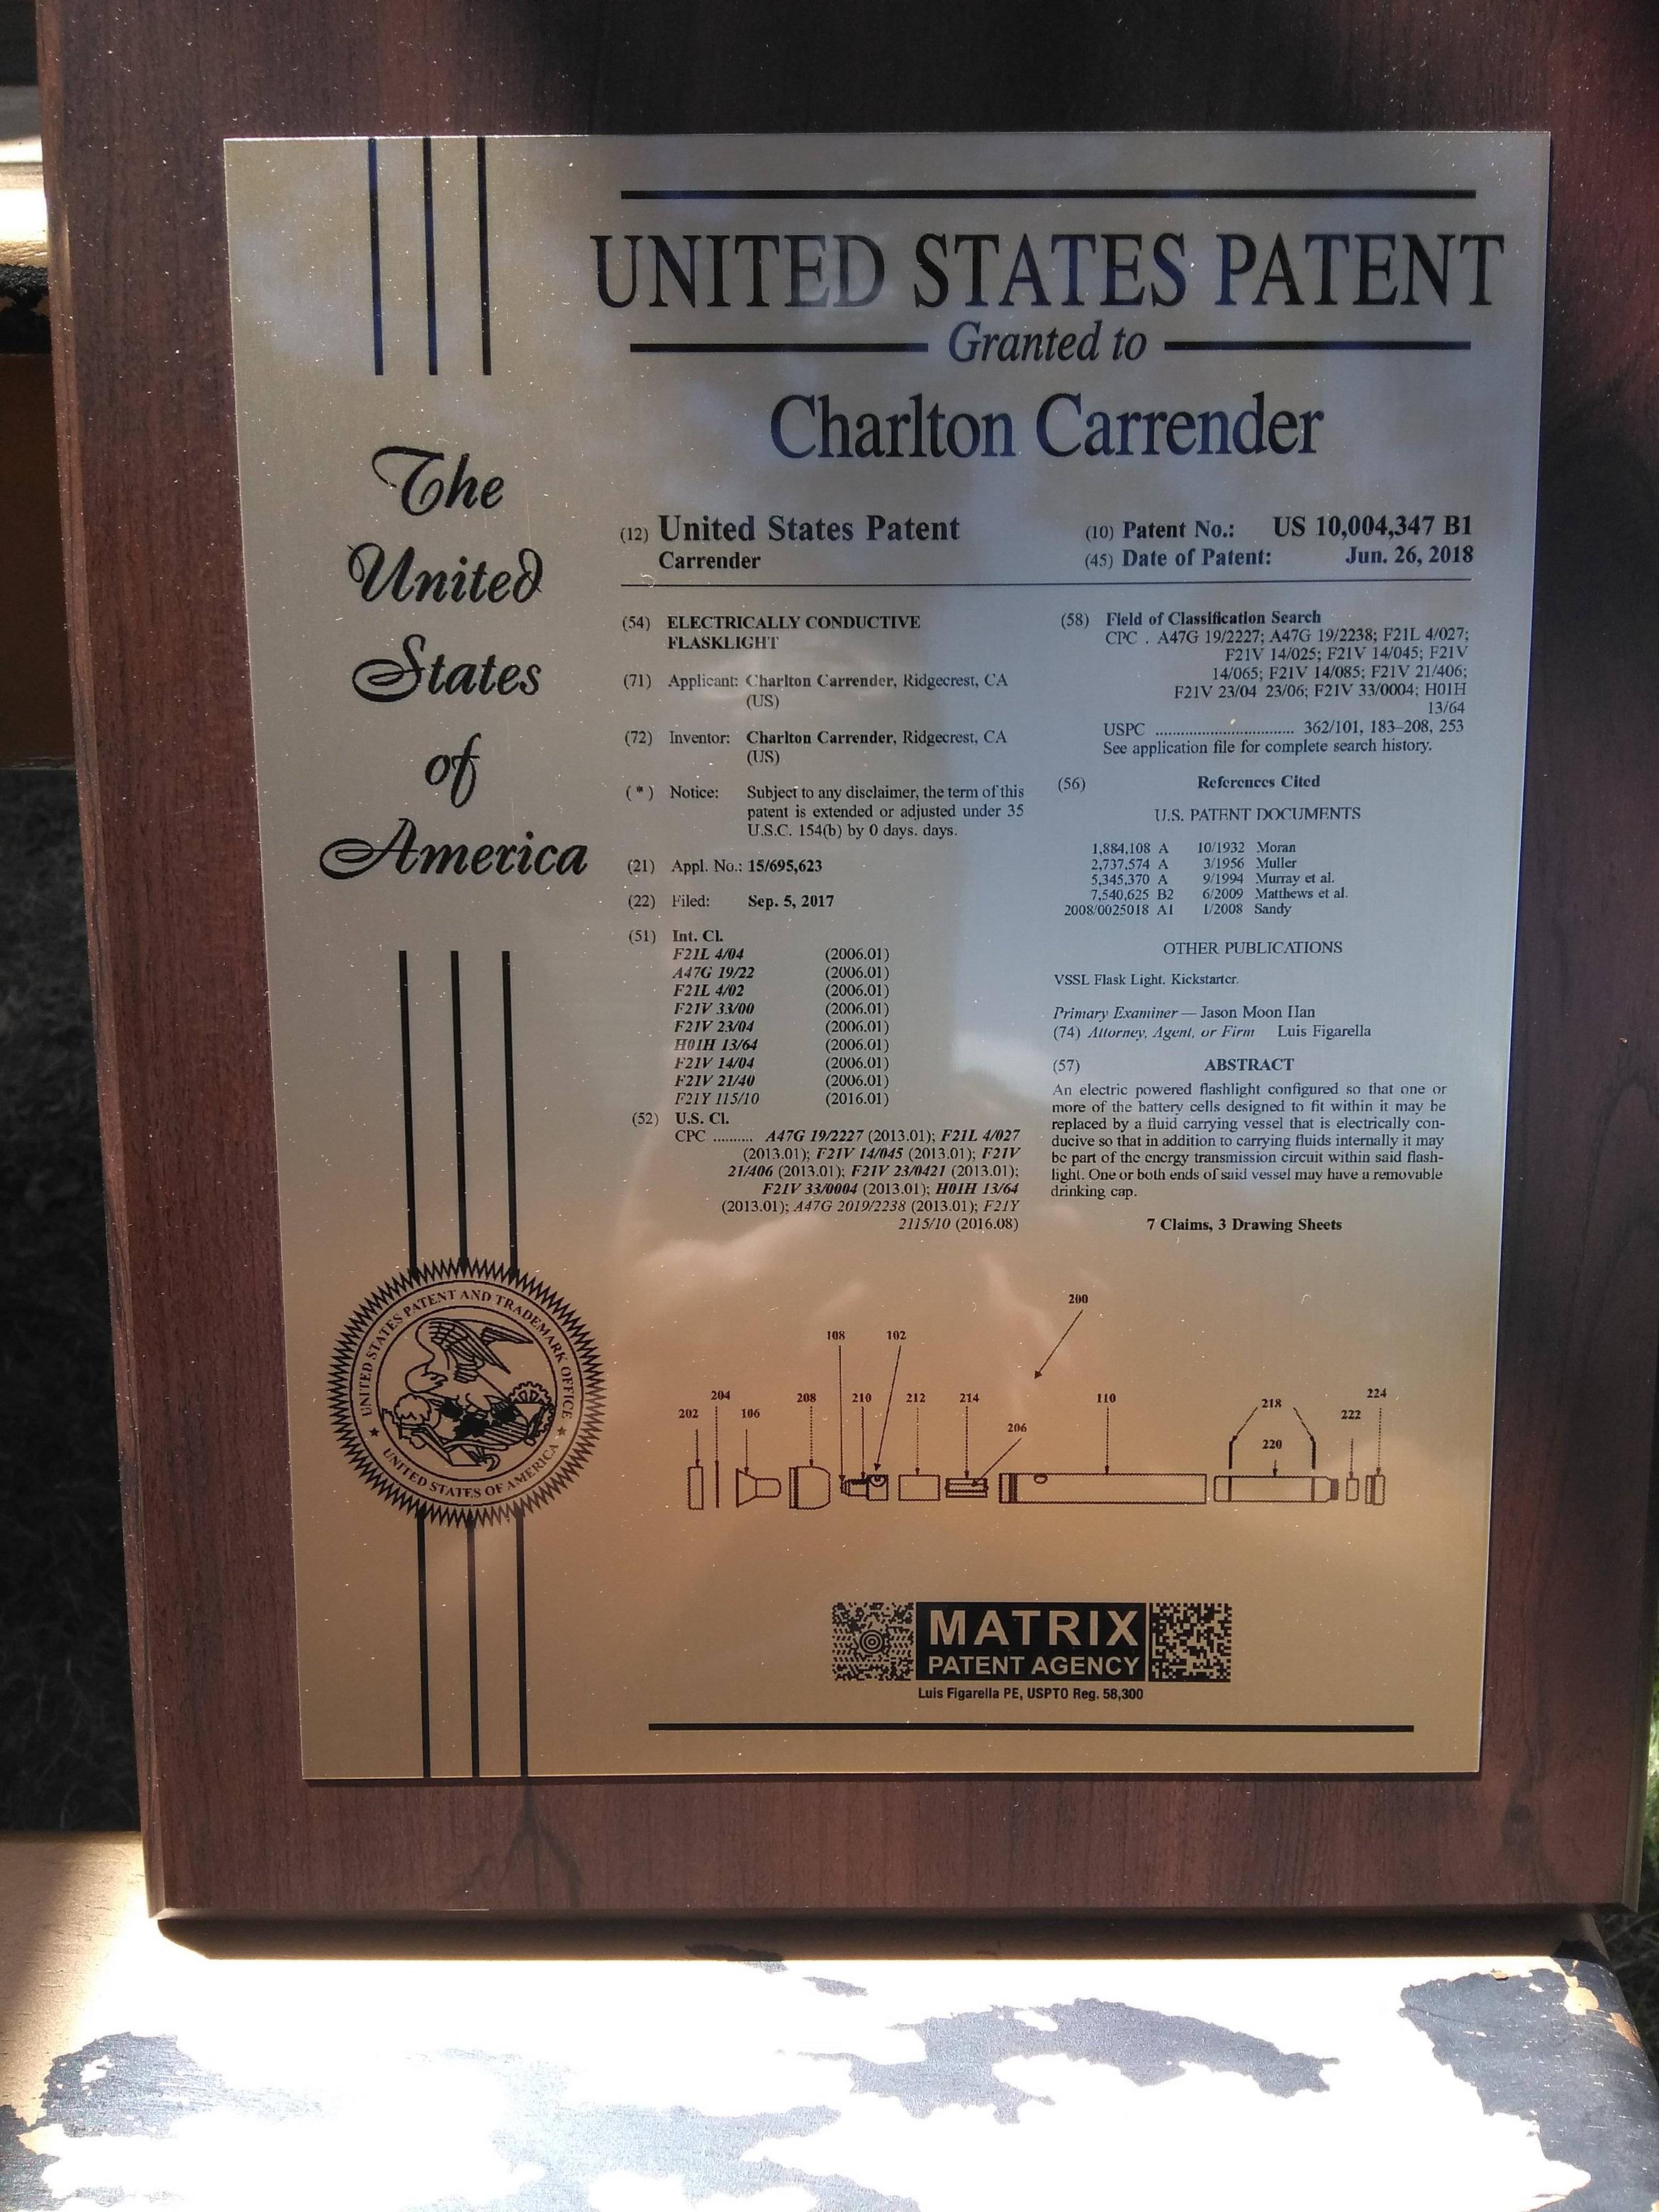 The
United
States
of
America
UNITED STATES PATENT
Granted to
Charlton Carrender
(12) United States Patent
Carrender
(10) Patent No.: US 10,004,347 B1
(45) Date of Patent: Jun. 26, 2018
(54) ELECTRICALLY CONDUCTIVE
FLASKLIGHT
(71) Applicant: Charlton Carrender, Ridgecrest, CA
(US)
(72) Inventor: Charlton Carrender, Ridgecrest, CA
(US)
( * ) Notice: Subject to any disclaimer, the term of this
patent is extended or adjusted under 35
U.S.C. 154(b) by 0 days. days.
(21) Appl. No.: 15/695,623
(22) Filed: Sep. 5, 2017
(51) Int. Cl.
F21L 4/04 (2006.01)
A47G 19/22 (2006.01)
F21L 4/02 (2006.01)
F21V 33/00 (2006.01)
F21V 23/04 (2006.01)
H01H 13/64 (2006.01)
F21V 14/04 (2006.01)
F21V 21/40 (2006.01)
F21Y 115/10 (2016.01)
(52) U.S. Cl.
CPC .......... A47G 19/2227 (2013.01); F21L 4/027
(2013.01); F21V 14/045 (2013.01); F21V
21/406 (2013.01); F21V 23/0421 (2013.01);
F21V 33/0004 (2013.01); H01H 13/64
(2013.01); A47G 2019/2238 (2013.01); F21Y
2115/10 (2016.08)
(58) Field of Classification Search
CPC . A47G 19/2227; A47G 19/2238; F21L 4/027;
F21V 14/025; F21V 14/045; F21V
14/065; F21V 14/085; F21V 21/406;
F21V 23/04 23/06; F21V 33/0004; H01H
13/64
USPC .................................. 362/101, 183–208, 253
See application file for complete search history.
(56) References Cited
U.S. PATENT DOCUMENTS
1,884,108 A 10/1932 Moran
2,737,574 A 3/1956 Muller
5,345,370 A 9/1994 Murray et al.
7,540,625 B2 6/2009 Matthews et al.
2008/0025018 A1 1/2008 Sandy
OTHER PUBLICATIONS
VSSL Flask Light. Kickstarter.
Primary Examiner — Jason Moon Han
(74) Attorney, Agent, or Firm Luis Figarella
(57) ABSTRACT
An electric powered flashlight configured so that one or
more of the battery cells designed to fit within it may be
replaced by a fluid carrying vessel that is electrically con-
ducive so that in addition to carrying fluids internally it may
be part of the energy transmission circuit within said flash-
light. One or both ends of said vessel may have a removable
drinking cap.
7 Claims, 3 Drawing Sheets
UNITED STATES PATENT AND TRADEMARK OFFICE
UNITED STATES OF AMERICA
200
108 102
202 204 106 208 210 212 214 206 110 218 220 222 224
MATRIX
PATENT AGENCY
Luis Figarella PE, USPTO Reg. 58,300